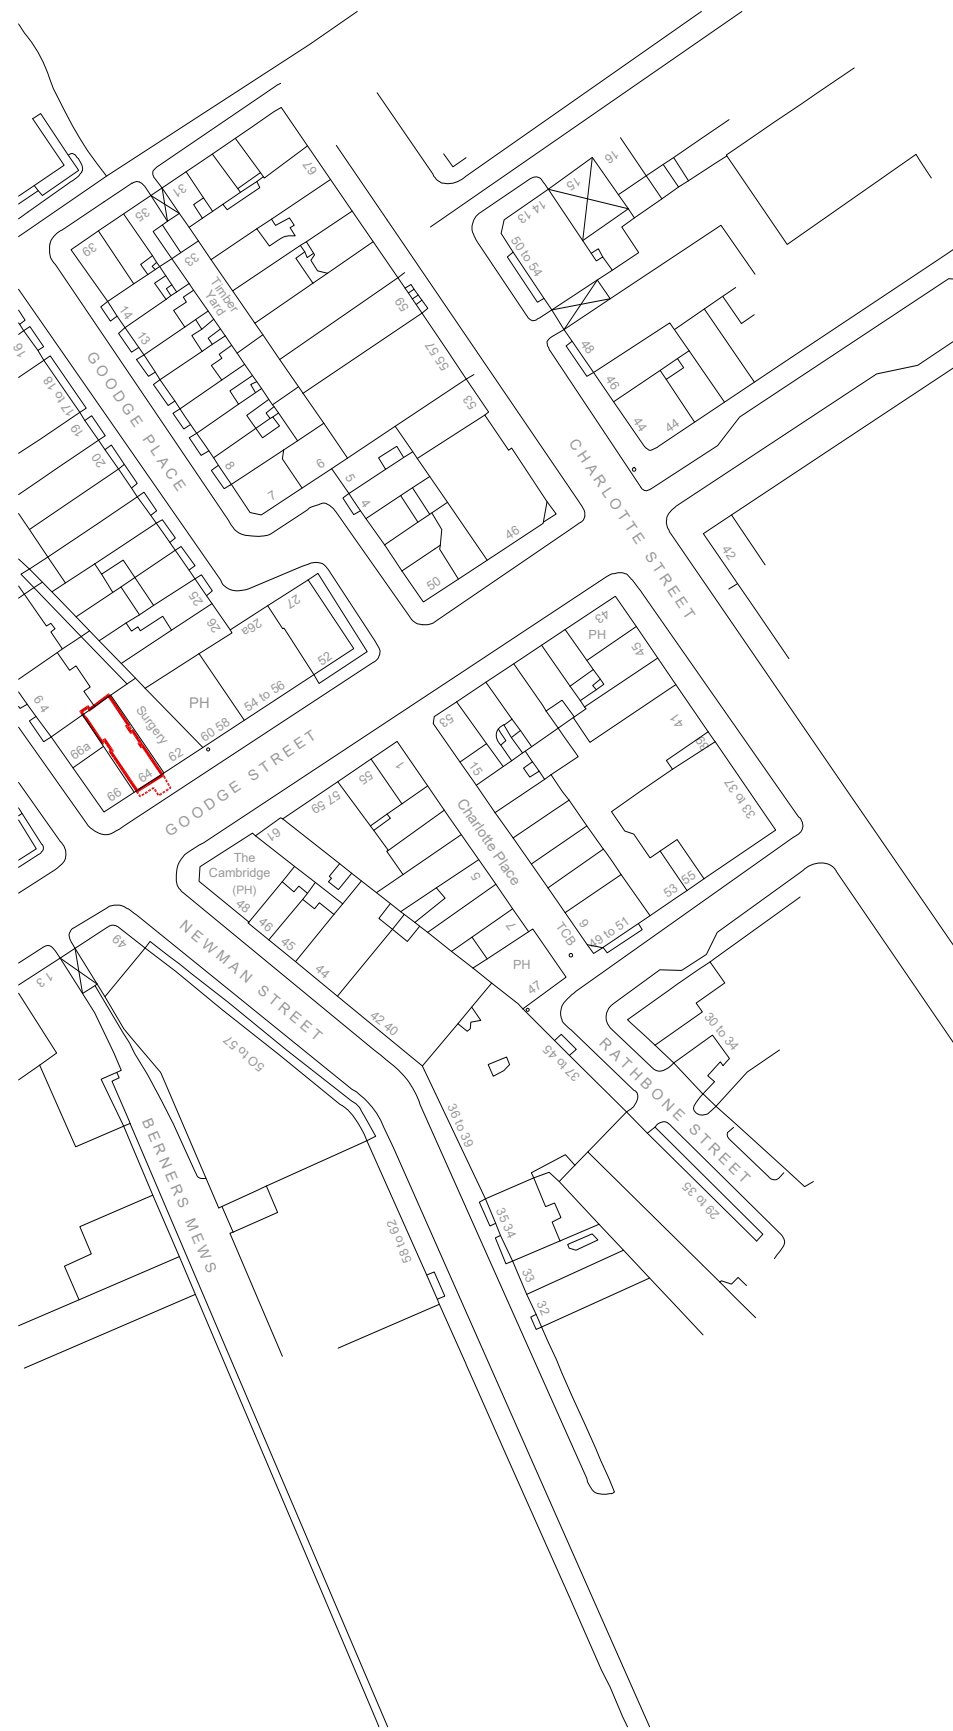 67
16
15
14 13
50 to 54
31
35
39
33
Timber
Yard
14
13
59
55 57
53
48
46
44
44
16
17 to 18
19
20
GOODGE PLACE
8
7
6
5
4
46
50
CHARLOTTE STREET
42
25
26
26a
27
52
54 to 56
PH
60 58
Surgery
62
64
66a
66
6 4
GOODGE STREET
43
PH
45
41
39
33 to 37
53
15
1
55
57 59
61
Charlotte Place
5
7
9
49 to 51
53
55
TCB
PH
47
The
Cambridge
(PH)
48
46
45
44
42 40
NEWMAN STREET
49
1 3
50 to 57
BERNERS MEWS
58 to 62
36 to 39
37 to 45
RATHBONE STREET
30 to 34
29 to 35
35 34
33
32